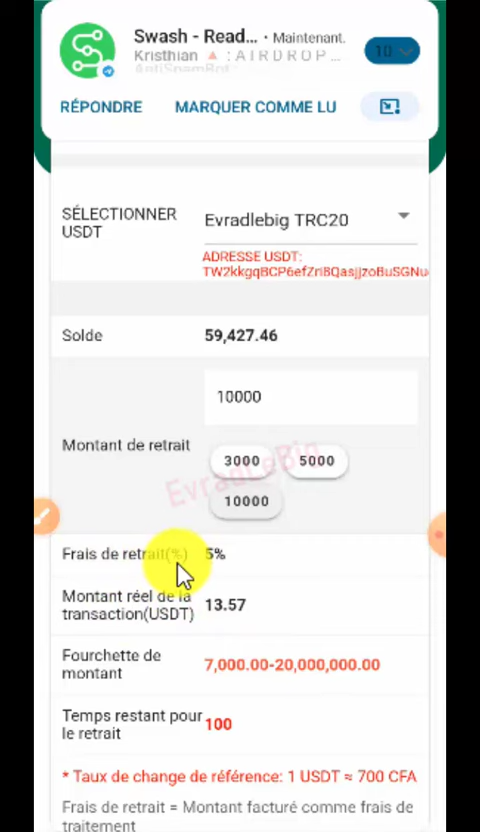 Swash - Read... • Maintenant.
Kristhian 🔺 : A I R D R O P ...
AntiSpamBot:
10
RÉPONDRE MARQUER COMME LU
SÉLECTIONNER
USDT
Evradlebig TRC20
ADRESSE USDT:
Solde 59,427.46
10000
Montant de retrait
3000 5000
10000
EvradLeBig
Frais de retrait(%) 5%
Montant réel de la
transaction(USDT)
13.57
Fourchette de
montant
7,000.00-20,000,000.00
Temps restant pour
le retrait
100
* Taux de change de référence: 1 USDT ≈ 700 CFA
Frais de retrait = Montant facturé comme frais de
traitement